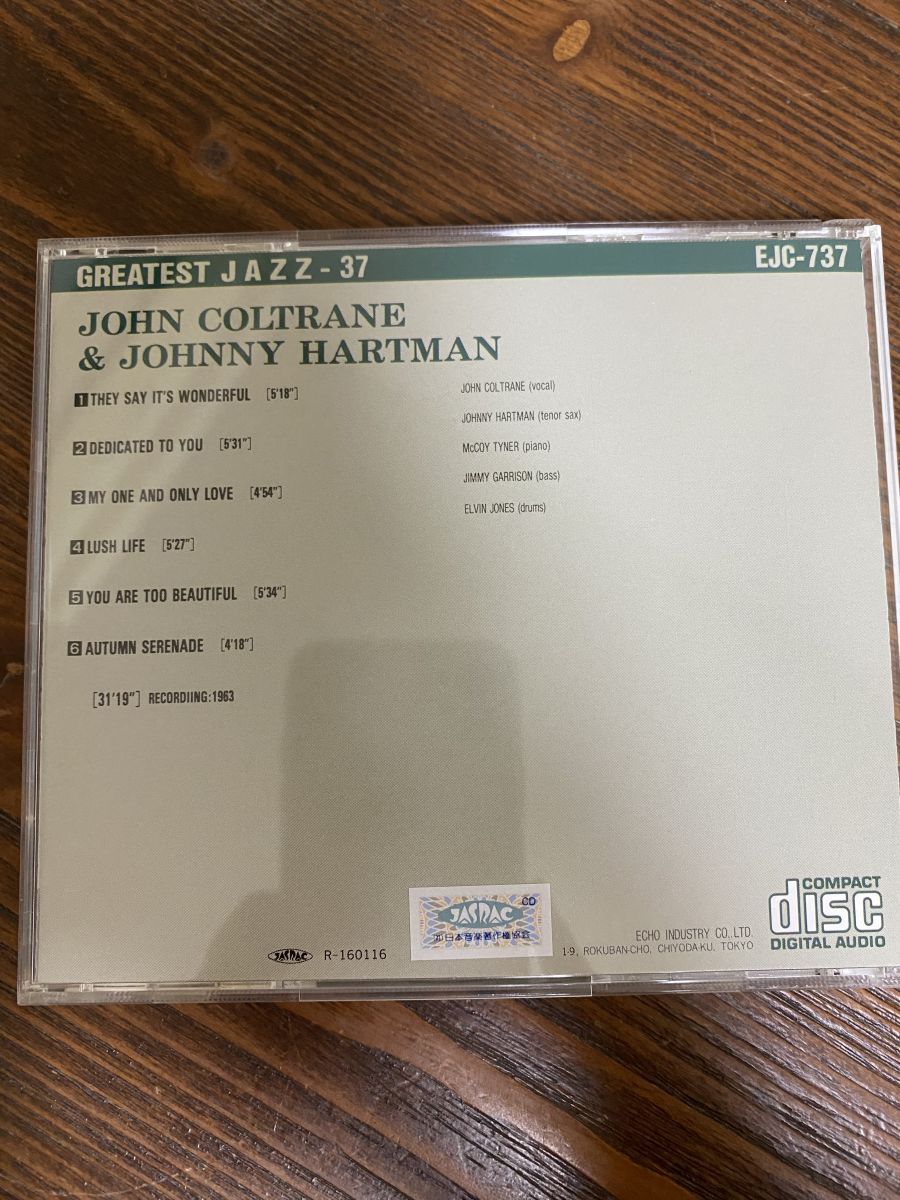 GREATEST JAZZ - 37
EJC-737
JOHN COLTRANE
& JOHNNY HARTMAN
1 THEY SAY IT'S WONDERFUL [5'18"]
2 DEDICATED TO YOU [5'31"]
3 MY ONE AND ONLY LOVE [4'54"]
4 LUSH LIFE [5'27"]
5 YOU ARE TOO BEAUTIFUL [5'34"]
6 AUTUMN SERENADE [4'18"]
[31'19"] RECORDIING:1963
JOHN COLTRANE (vocal)
JOHNNY HARTMAN (tenor sax)
McCOY TYNER (piano)
JIMMY GARRISON (bass)
ELVIN JONES (drums)
JASRAC R-160116
CD
JASRAC
ECHO INDUSTRY CO., LTD.
1-9, ROKUBAN-CHO, CHIYODA-KU, TOKYO
COMPACT
disc
DIGITAL AUDIO